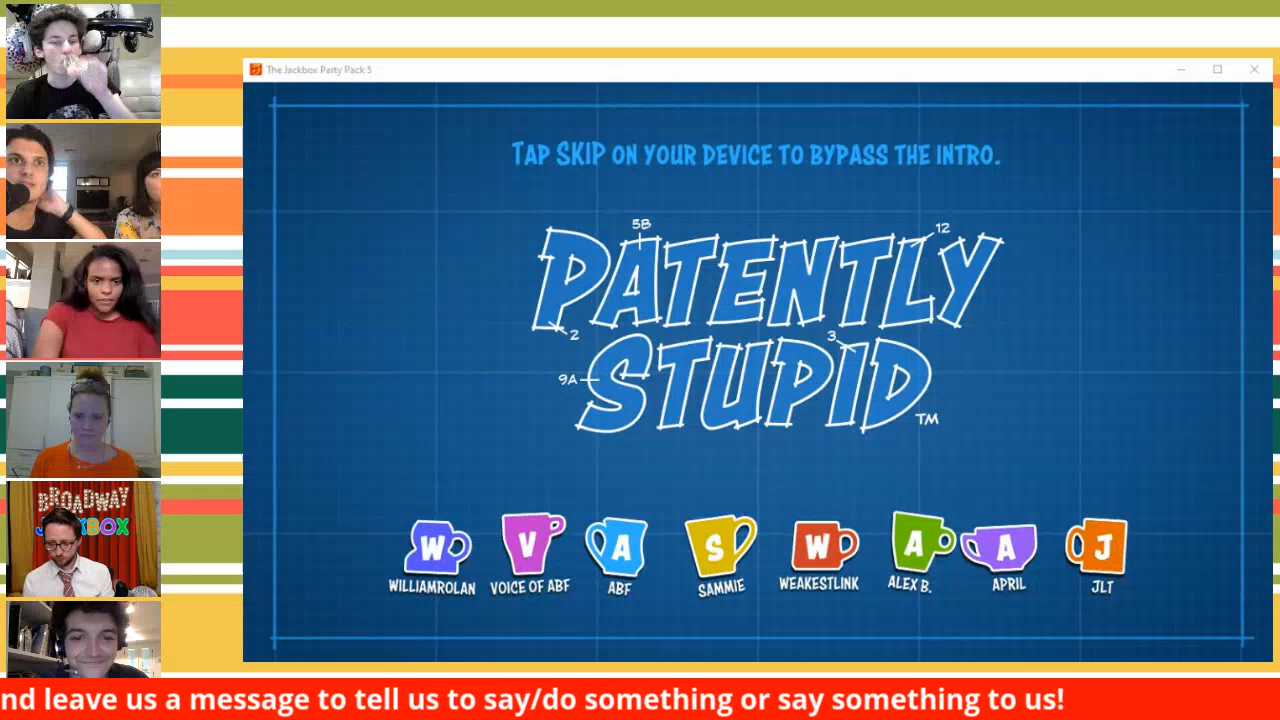 The Jackbox Party Pack 5
TAP SKIP ON YOUR DEVICE TO BYPASS THE INTRO.
5B
12
PATENTLY
2
3
9A
STUPID
TM
W
V
A
S
W
A
A
J
WILLIAMROLAN
VOICE OF ABF
ABF
SAMMIE
WEAKESTLINK
ALEX B.
APRIL
JLT
BROADWAY
JACKBOX
nd leave us a message to tell us to say/do something or say something to us!